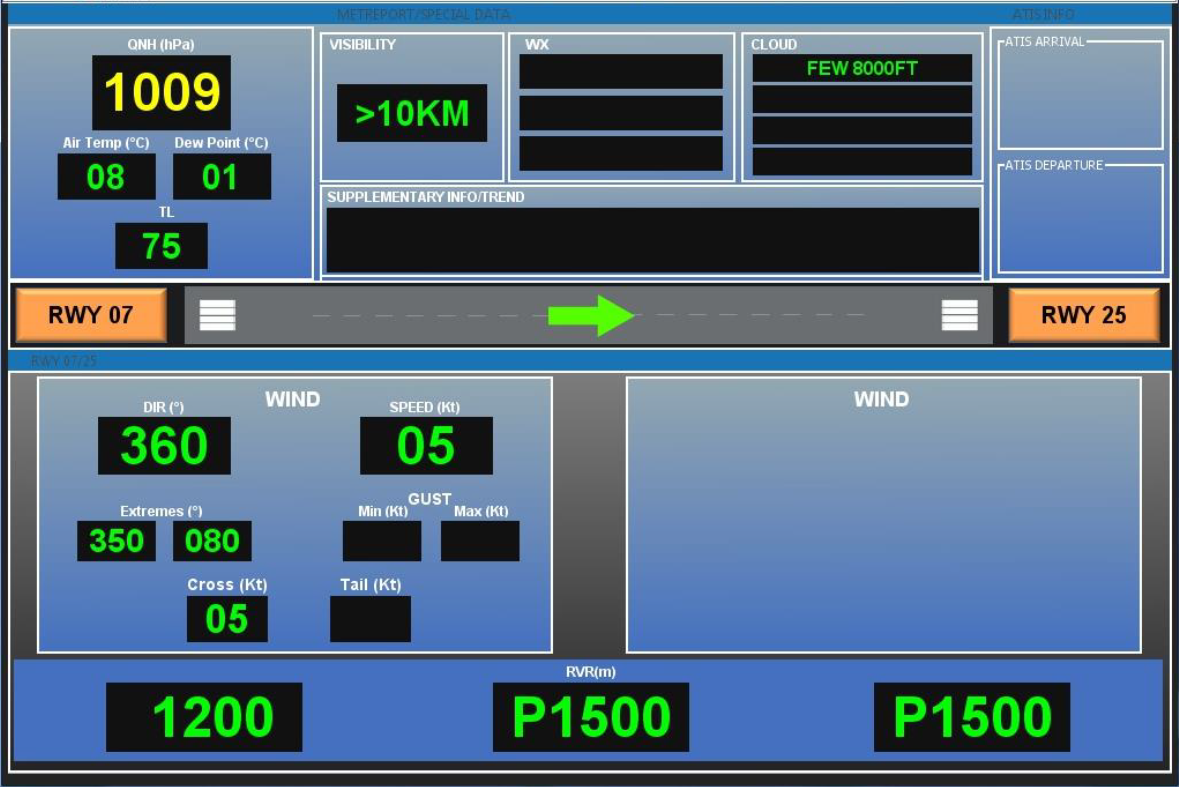 METREPORT/SPECIAL DATA
ATIS INFO
QNH (hPa)
1009
Air Temp (°C)
Dew Point (°C)
08
01
TL
75
VISIBILITY
>10KM
WX
CLOUD
FEW 8000FT
SUPPLEMENTARY INFO/TREND
ATIS ARRIVAL
ATIS DEPARTURE
RWY 07
RWY 25
RWY 07/25
WIND
DIR (°)
SPEED (Kt)
360
05
Extremes (°)
350
080
GUST
Min (Kt)
Max (Kt)
Cross (Kt)
05
Tail (Kt)
WIND
RVR(m)
1200
P1500
P1500